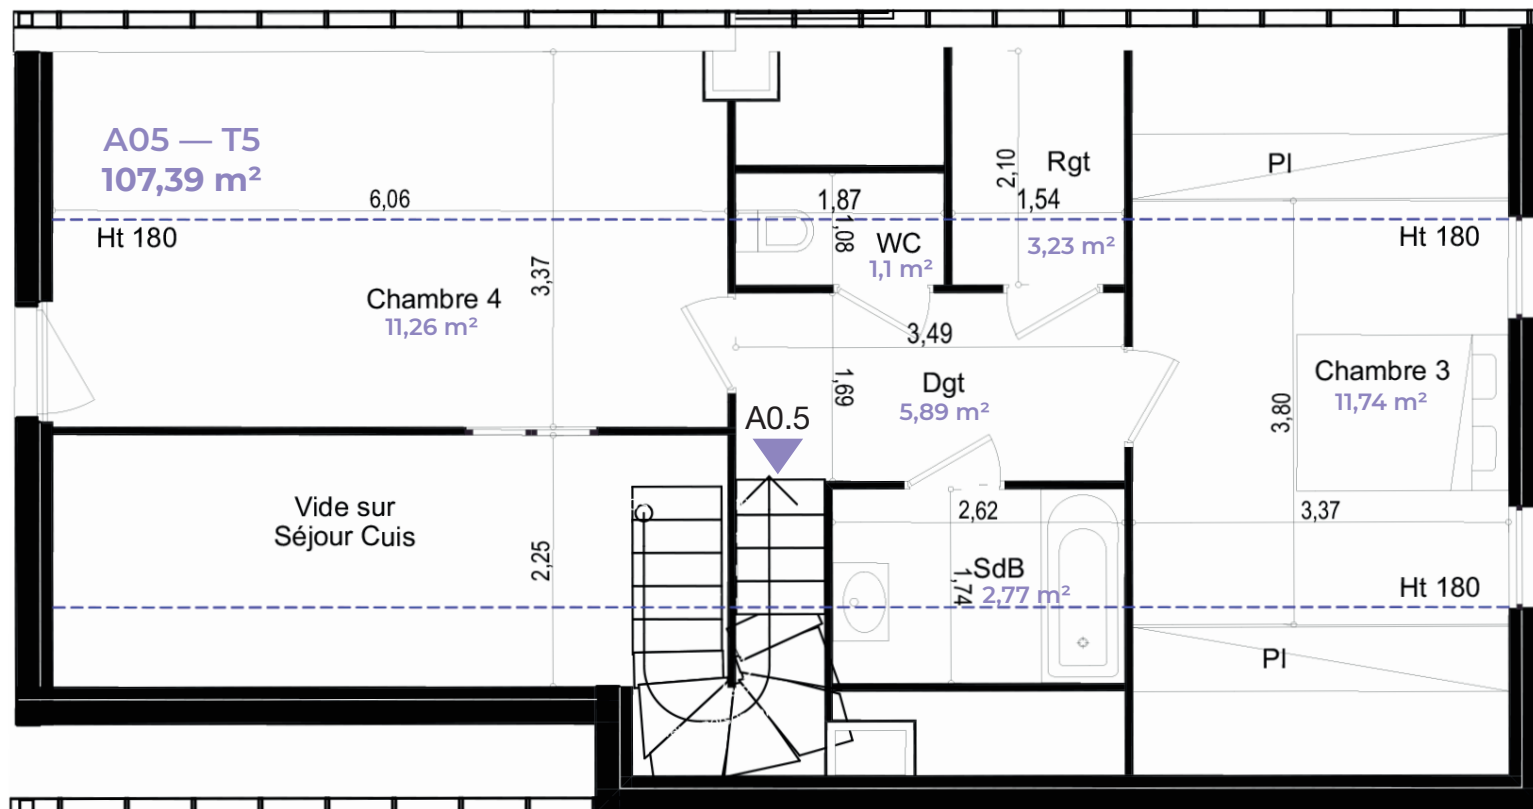 A05 — T5
107,39 m²
6,06
Ht 180
3,37
Chambre 4
11,26 m²
1,87
1,08
WC
1,1 m²
2,10
Rgt
1,54
3,23 m²
Pl
Ht 180
3,49
1,69
Dgt
5,89 m²
A0.5
Chambre 3
11,74 m²
3,80
3,37
Vide sur
Séjour Cuis
2,25
2,62
SdB
1,74
2,77 m²
Ht 180
Pl